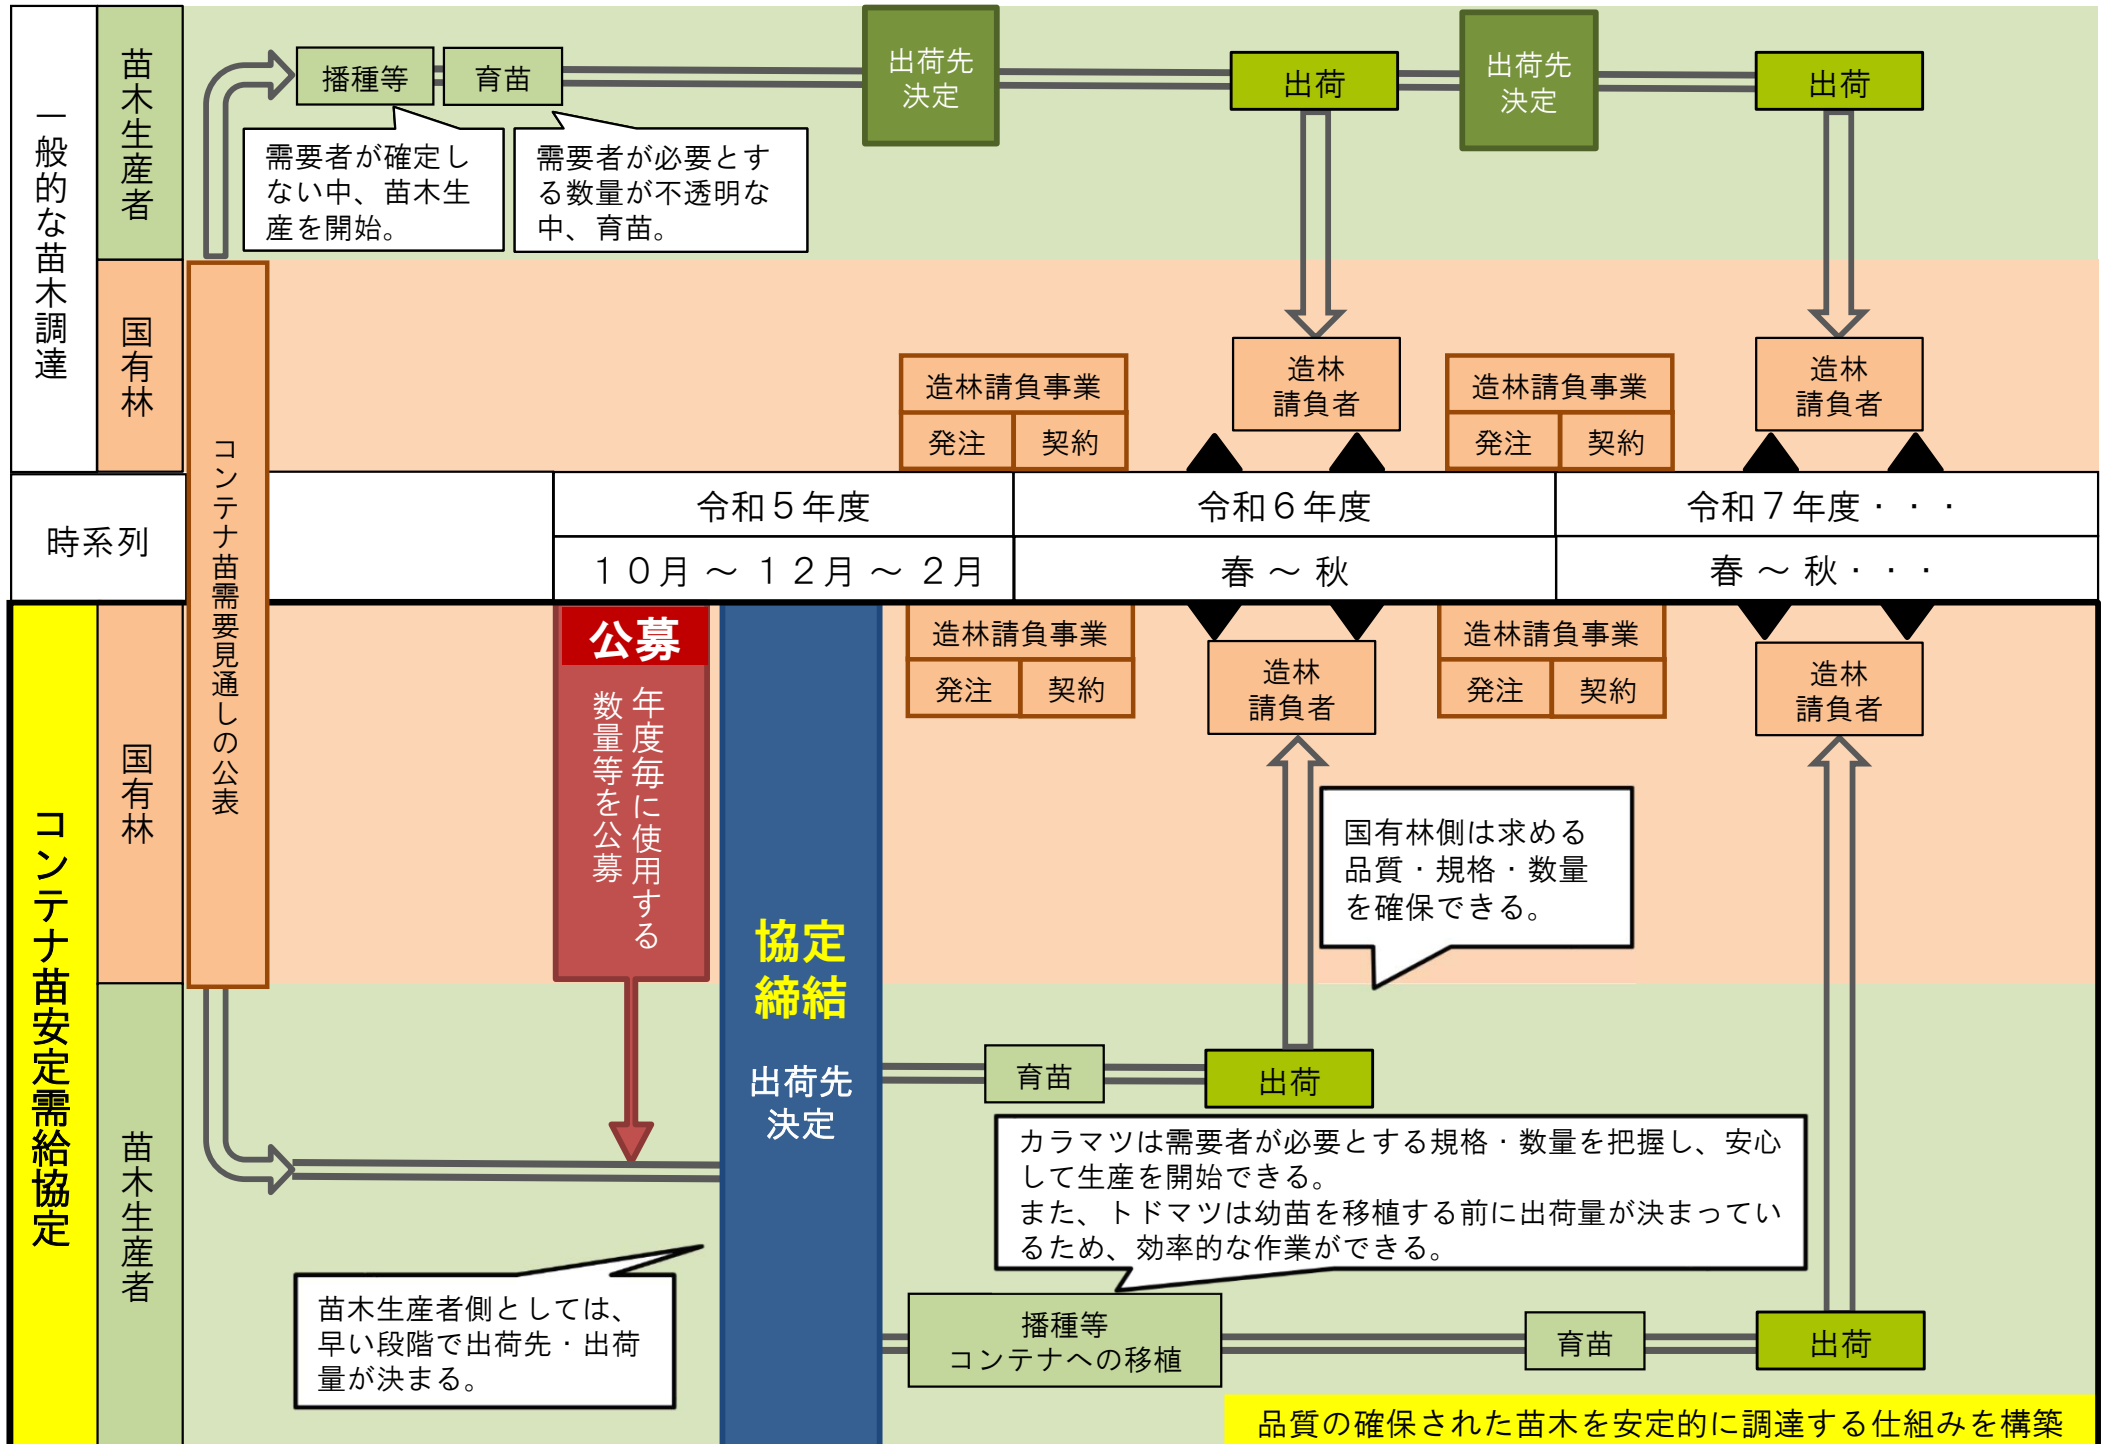 一般的な苗木調達
苗木生産者
播種等
育苗
出荷先
決定
出荷
出荷先
決定
出荷
需要者が確定し
ない中、苗木生
産を開始。
需要者が必要とす
る数量が不透明な
中、育苗。
国有林
コンテナ苗需要見通しの公表
造林請負事業
発注
契約
造林
請負者
造林請負事業
発注
契約
造林
請負者
時系列
令和５年度
令和６年度
令和７年度・・・
１０月 ～ １２月 ～ ２月
春 ～ 秋
春 ～ 秋・・・
コンテナ苗安定需給協定
国有林
公募
年度毎に使用する
数量等を公募
協定
締結
出荷先
決定
造林請負事業
発注
契約
造林
請負者
造林請負事業
発注
契約
造林
請負者
国有林側は求める
品質・規格・数量
を確保できる。
苗木生産者
育苗
出荷
カラマツは需要者が必要とする規格・数量を把握し、安心
して生産を開始できる。
また、トドマツは幼苗を移植する前に出荷量が決まってい
るため、効率的な作業ができる。
苗木生産者側としては、
早い段階で出荷先・出荷
量が決まる。
播種等
コンテナへの移植
育苗
出荷
品質の確保された苗木を安定的に調達する仕組みを構築